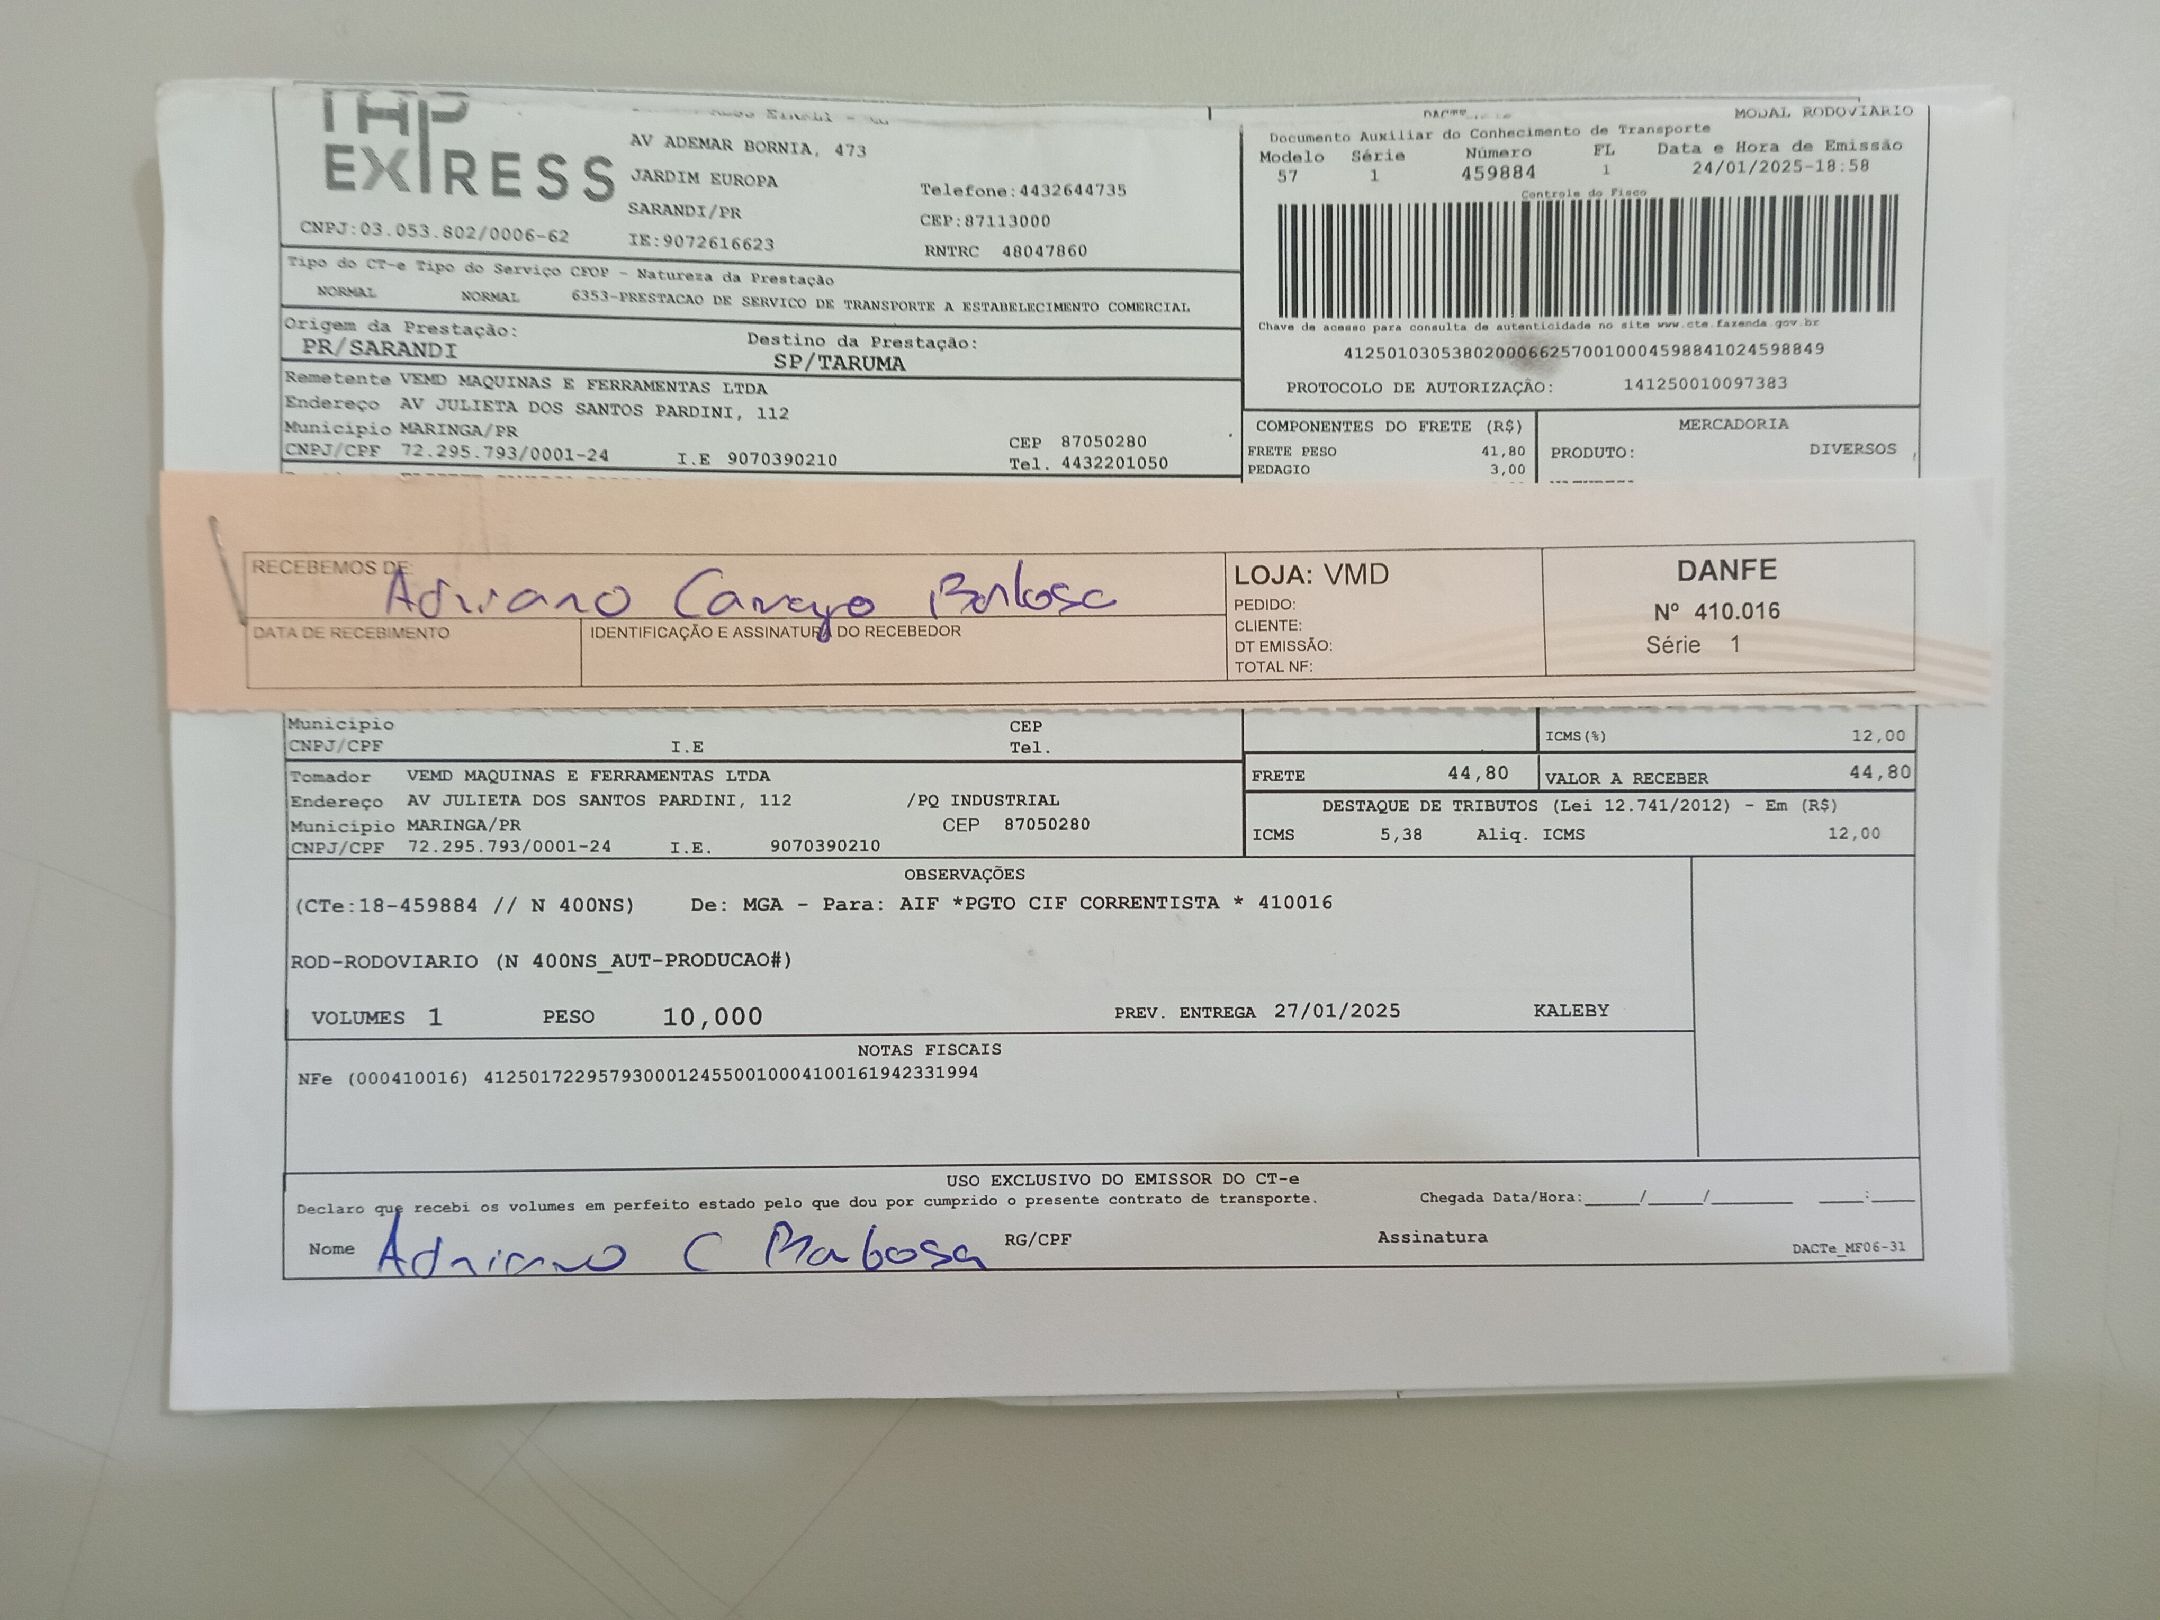 THP
EXPRESS
AV ADEMAR BORNIA, 473
JARDIM EUROPA
SARANDI/PR
IE:9072616623
Telefone:4432644735
CEP:87113000
RNTRC 48047860
CNPJ:03.053.802/0006-62
DACTE
MODAL RODOVIARIO
Documento Auxiliar do Conhecimento de Transporte
Modelo Série Número FL Data e Hora de Emissão
57 1 459884 1 24/01/2025-18:58
Controle do Fisco
Chave de acesso para consulta de autenticidade no site www.cte.fazenda.gov.br
41250103053802000662570010004598841024598849
PROTOCOLO DE AUTORIZAÇÃO: 141250010097383
Tipo do CT-e Tipo do Serviço CFOP - Natureza da Prestação
NORMAL NORMAL 6353-PRESTACAO DE SERVICO DE TRANSPORTE A ESTABELECIMENTO COMERCIAL
Origem da Prestação: Destino da Prestação:
PR/SARANDI SP/TARUMA
Remetente VEMD MAQUINAS E FERRAMENTAS LTDA
Endereço AV JULIETA DOS SANTOS PARDINI, 112
Município MARINGA/PR CEP 87050280
CNPJ/CPF 72.295.793/0001-24 I.E 9070390210 Tel. 4432201050
COMPONENTES DO FRETE (R$)
FRETE PESO 41,80
PEDAGIO 3,00
MERCADORIA
PRODUTO: DIVERSOS
RECEBEMOS DE:
Adriano Camargo Barbosa
DATA DE RECEBIMENTO
IDENTIFICAÇÃO E ASSINATURA DO RECEBEDOR
LOJA: VMD
PEDIDO:
CLIENTE:
DT EMISSÃO:
TOTAL NF:
DANFE
Nº 410.016
Série 1
Município CEP
CNPJ/CPF I.E Tel.
ICMS(%) 12,00
Tomador VEMD MAQUINAS E FERRAMENTAS LTDA
Endereço AV JULIETA DOS SANTOS PARDINI, 112 /PQ INDUSTRIAL
Município MARINGA/PR CEP 87050280
CNPJ/CPF 72.295.793/0001-24 I.E. 9070390210
FRETE 44,80 VALOR A RECEBER 44,80
DESTAQUE DE TRIBUTOS (Lei 12.741/2012) - Em (R$)
ICMS 5,38 Aliq. ICMS 12,00
OBSERVAÇÕES
(CTe:18-459884 // N 400NS) De: MGA - Para: AIF *PGTO CIF CORRENTISTA * 410016
ROD-RODOVIARIO (N 400NS_AUT-PRODUCAO#)
VOLUMES 1 PESO 10,000 PREV. ENTREGA 27/01/2025 KALEBY
NOTAS FISCAIS
NFe (000410016) 41250172295793000124550010004100161942331994
USO EXCLUSIVO DO EMISSOR DO CT-e
Declaro que recebi os volumes em perfeito estado pelo que dou por cumprido o presente contrato de transporte. Chegada Data/Hora:____/____/______ ___:___
Nome Adriano C Barbosa RG/CPF Assinatura
DACTe_MF06-31